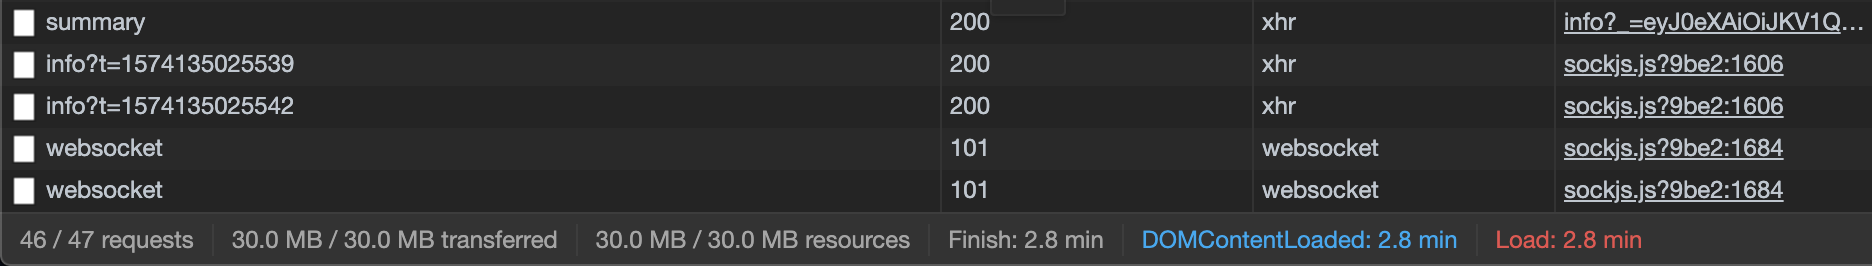 summary 200 xhr info?_=eyJ0eXAiOiJKV1Q...
info?t=1574135025539 200 xhr sockjs.js?9be2:1606
info?t=1574135025542 200 xhr sockjs.js?9be2:1606
websocket 101 websocket sockjs.js?9be2:1684
websocket 101 websocket sockjs.js?9be2:1684
46 / 47 requests 30.0 MB / 30.0 MB transferred 30.0 MB / 30.0 MB resources Finish: 2.8 min DOMContentLoaded: 2.8 min Load: 2.8 min